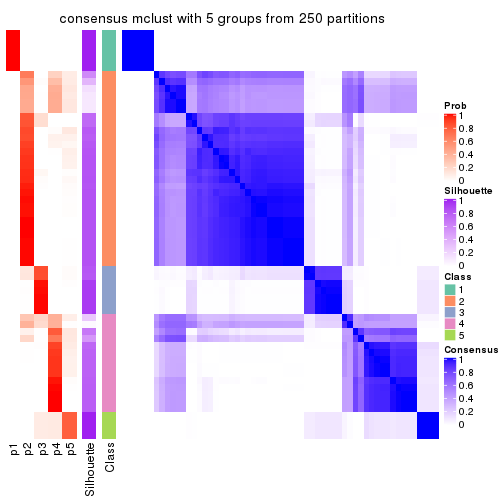 consensus mclust with 5 groups from 250 partitions
Prob
1
0.8
0.6
0.4
0.2
0
Silhouette
1
0.8
0.6
0.4
0.2
0
Class
1
2
3
4
5
Consensus
1
0.8
0.6
0.4
0.2
0
p1
p2
p3
p4
p5
Silhouette
Class